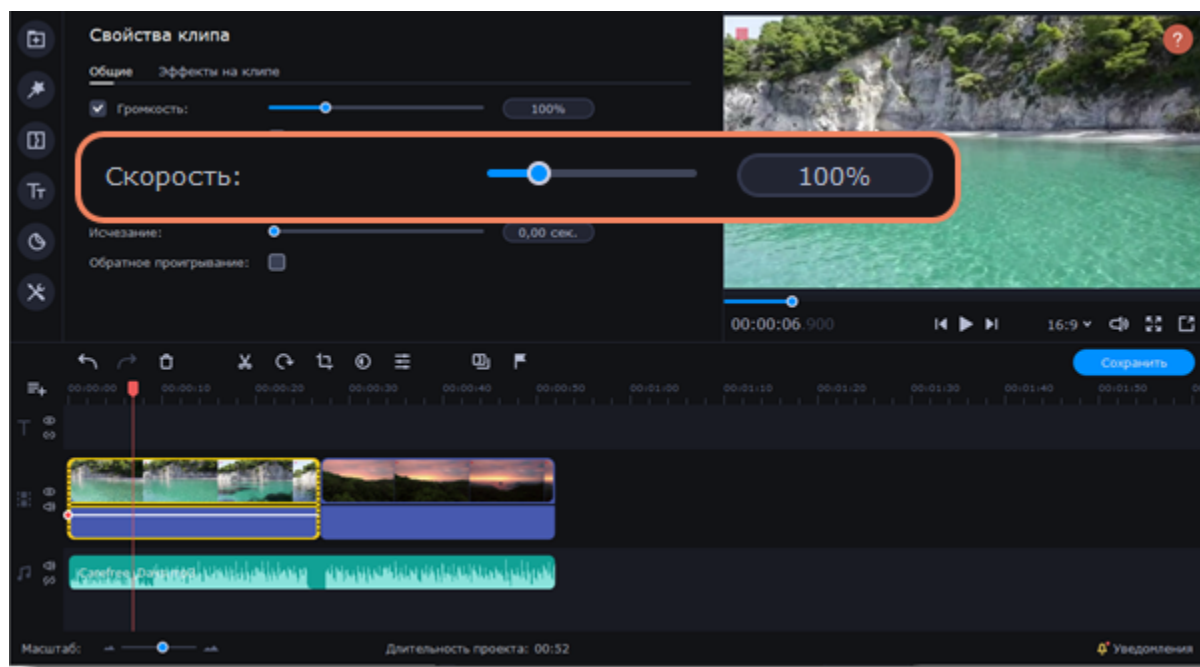 Свойства клипа
?
Общие Эффекты на клипе
Громкость: 100%
Скорость: 100%
Исчезание: 0,00 сек.
Обратное проигрывание:
00:00:06.900 16:9
Сохранить
00:00:00 00:00:10 00:00:20 00:00:30 00:00:40 00:00:50 00:01:00 00:01:10 00:01:20 00:01:30 00:01:40 00:01:50
Масштаб: Длительность проекта: 00:52 Уведомления